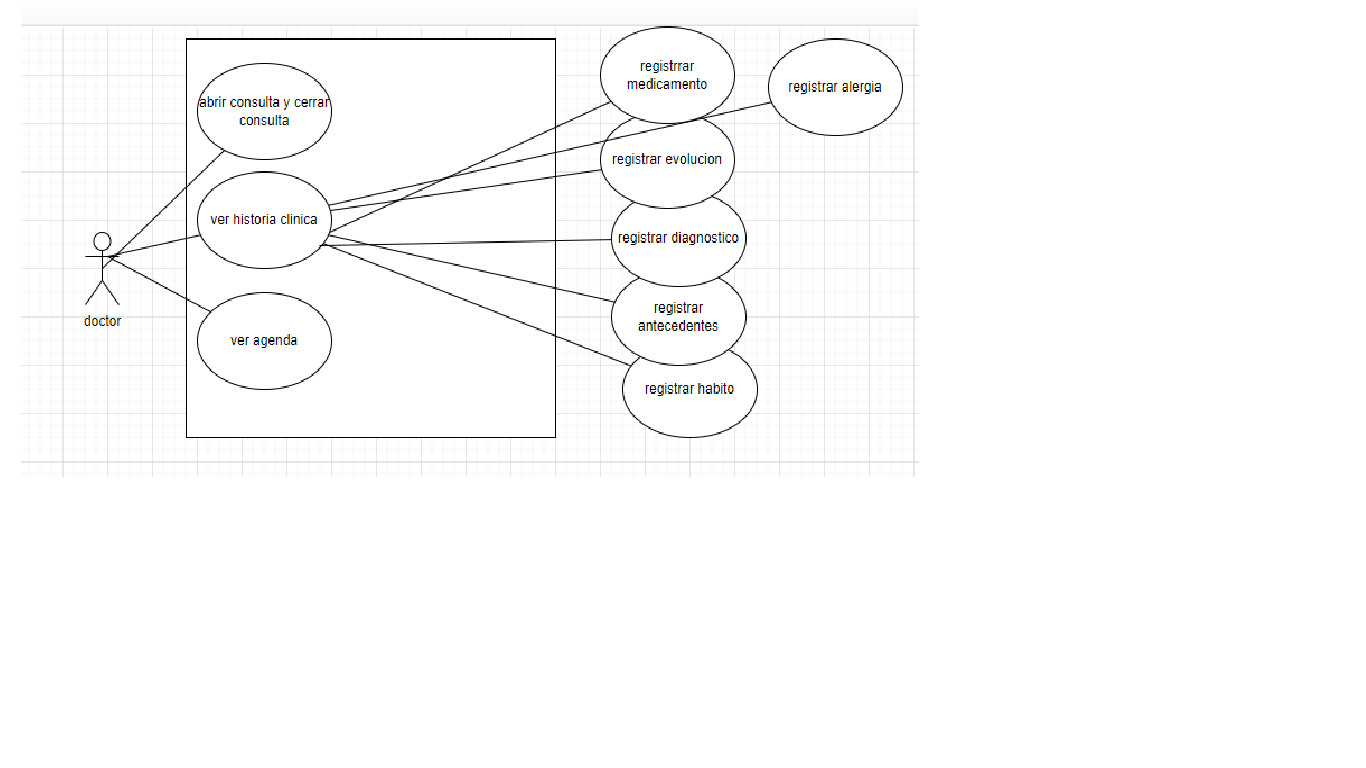 registrrar
medicamento
registrar alergia
abrir consulta y cerrar
consulta
registrar evolucion
ver historia clinica
registrar diagnostico
doctor
registrar
antecedentes
ver agenda
registrar habito